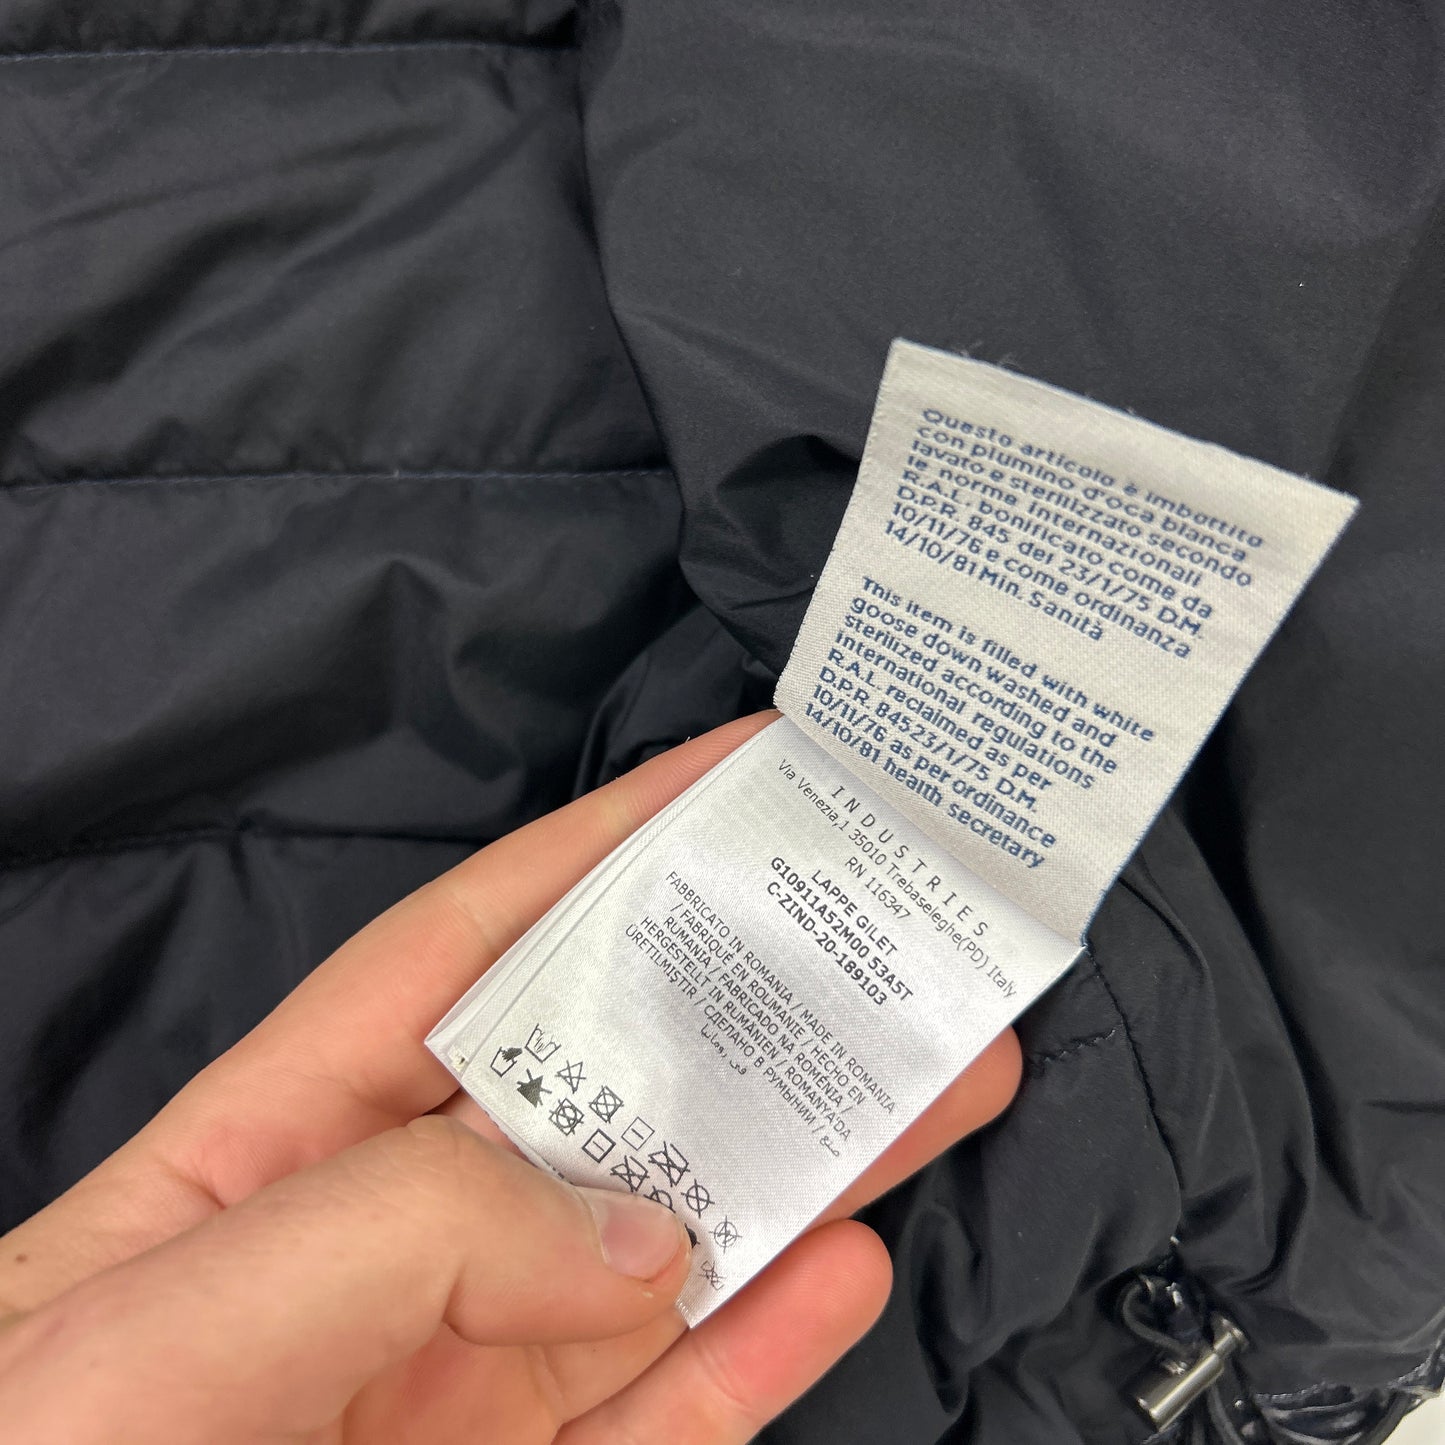 Questo articolo è imbottito
con piumino d'oca bianca
lavato e sterilizzato secondo
le norme internazionali
R.A.L. bonificato come da
D.P.R. 845 del 23/1/75 D.M.
10/11/76 e come ordinanza
14/10/81 Min. Sanità
This item is filled with white
goose down washed and
sterilized according to the
international regulations
R.A.L. reclaimed as per
D.P.R. 84523/1/75 D.M.
10/11/76 as per ordinance
14/10/81 health secretary
INDUSTRIES
Via Venezia,1 35010 Trebaseleghe(PD) Italy
RN 116347
LAPPE GILET
G10911A52M00 53A5T
C-ZIND-20-189103
FABBRICATO IN ROMANIA / MADE IN ROMANIA
/ FABRIQUÉ EN ROUMANIE / HECHO EN
RUMANIA / FABRICADO NA ROMÉNIA /
HERGESTELLT IN RUMÄNIEN / ROMANYA'DA
ÜRETILMIŞTIR / СДЕЛАНО В РУМЫНИИ / صنع
في رومانيا